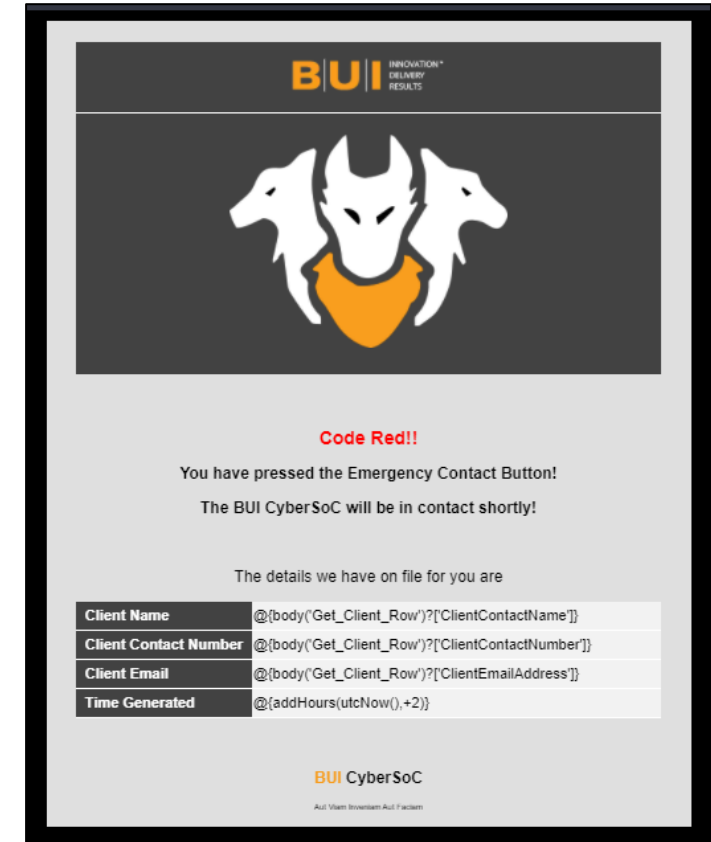 BUI INNOVATION+
DELIVERY
RESULTS
Code Red!!
You have pressed the Emergency Contact Button!
The BUI CyberSoC will be in contact shortly!
The details we have on file for you are
Client Name @{body('Get_Client_Row')?['ClientContactName']}
Client Contact Number @{body('Get_Client_Row')?['ClientContactNumber']}
Client Email @{body('Get_Client_Row')?['ClientEmailAddress']}
Time Generated @{addHours(utcNow(),+2)}
BUI CyberSoC
Aut Viam Inveniam Aut Faciam